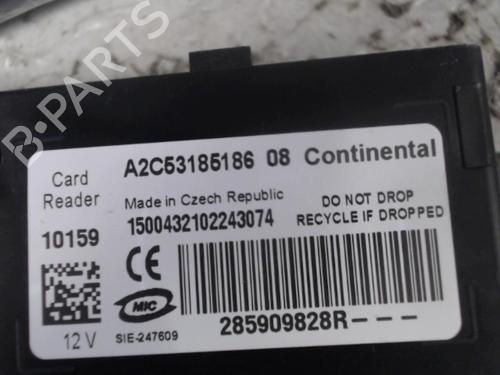 B-PARTS
Card Reader
A2C53185186 08 Continental
Made in Czech Republic
DO NOT DROP
10159
1500432102243074
RECYCLE IF DROPPED
CE
MIC
12 V
SIE-247609
285909828R---